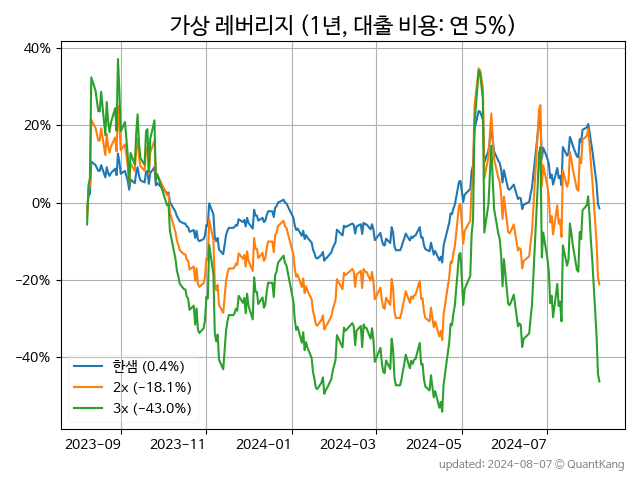 가상 레버리지 (1년, 대출 비용: 연 5%)
40%
20%
0%
−20%
−40%
한샘 (0.4%)
2x (−18.1%)
3x (−43.0%)
2023-09 2023-11 2024-01 2024-03 2024-05 2024-07
updated: 2024-08-07 © QuantKang